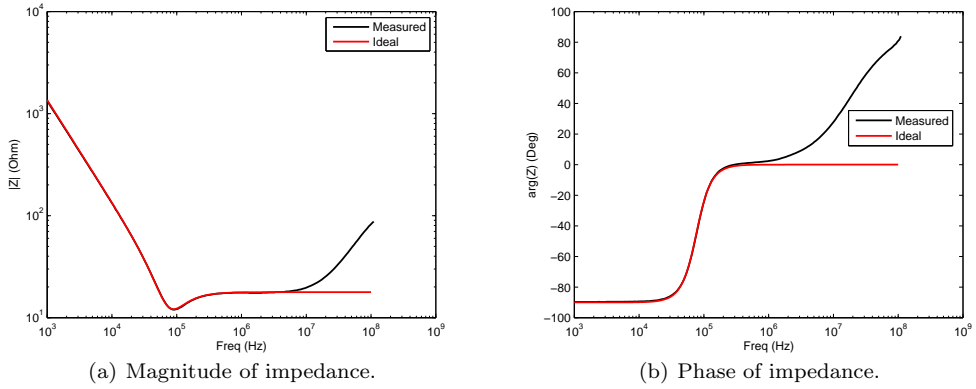 10^4
10^3
10^2
10^1
|Z| (Ohm)
Measured
Ideal
10^3 10^4 10^5 10^6 10^7 10^8 10^9
Freq (Hz)
(a) Magnitude of impedance.
100
80
60
40
20
0
−20
−40
−60
−80
−100
arg(Z) (Deg)
Measured
Ideal
10^3 10^4 10^5 10^6 10^7 10^8 10^9
Freq (Hz)
(b) Phase of impedance.